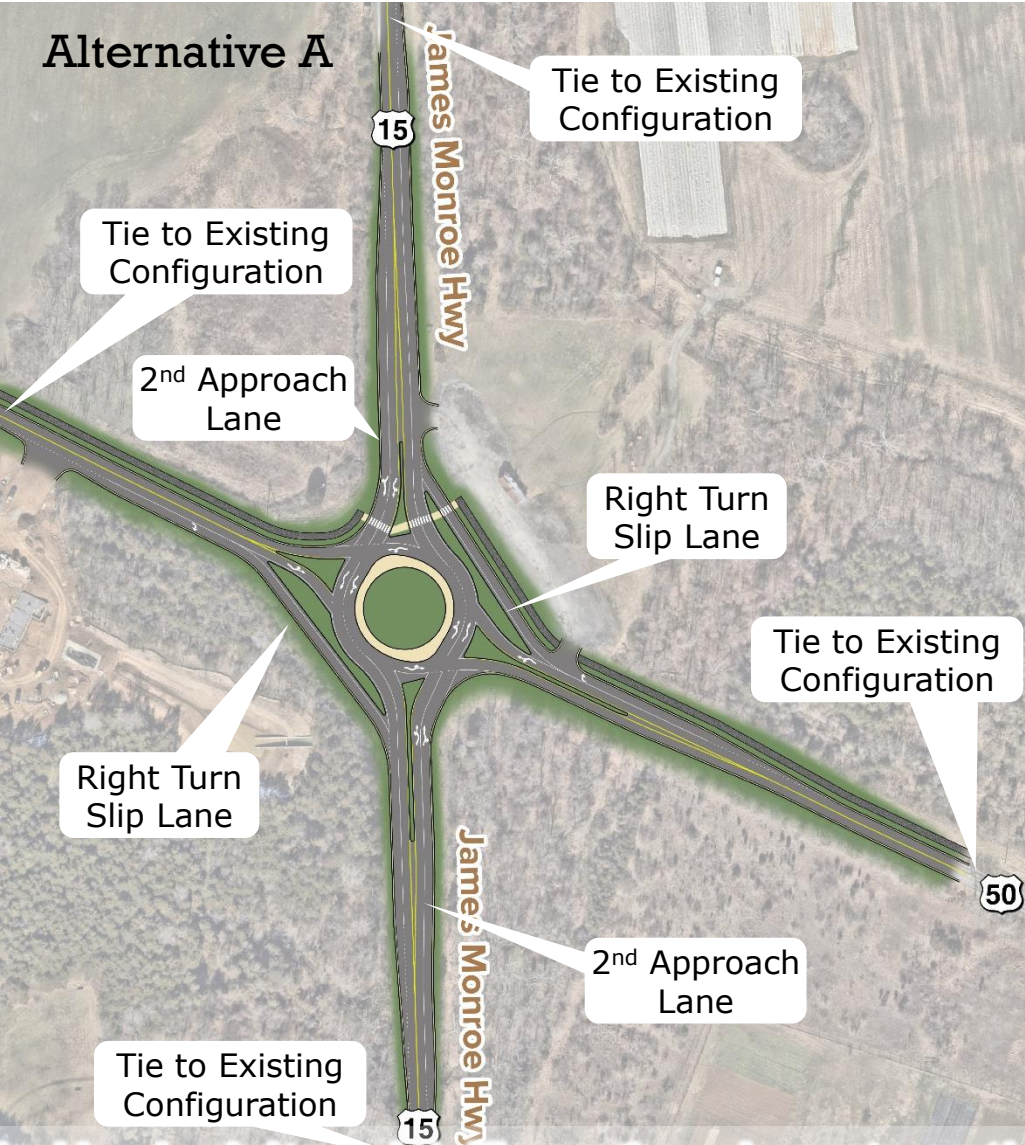 Alternative A
James Monroe Hwy
Tie to Existing
Configuration
15
Tie to Existing
Configuration
2nd Approach
Lane
Right Turn
Slip Lane
Tie to Existing
Configuration
Right Turn
Slip Lane
50
James Monroe Hwy
2nd Approach
Lane
Tie to Existing
Configuration
15